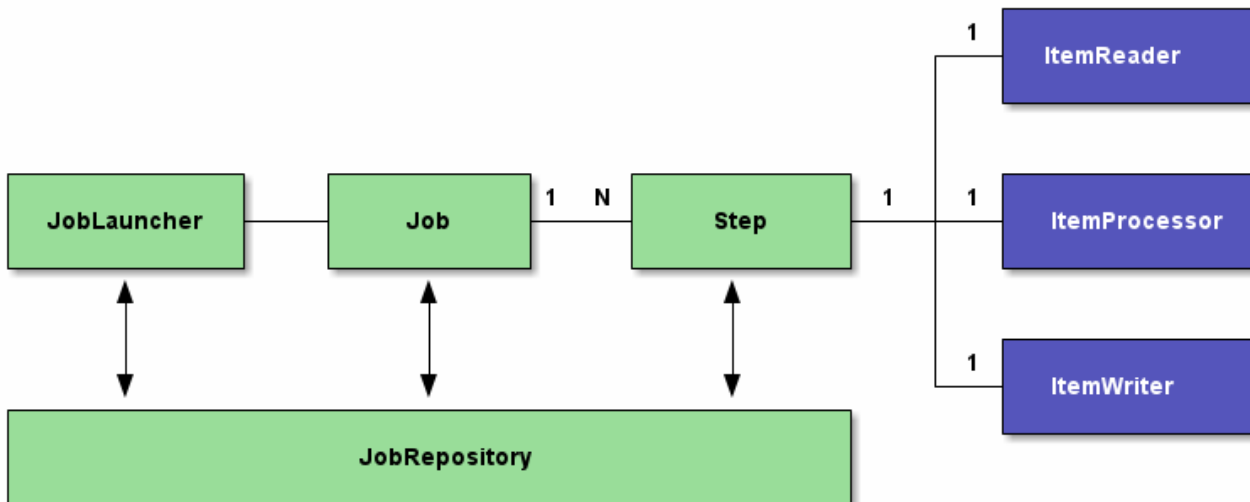 1
ItemReader
JobLauncher
Job
1 N
Step
1
1
ItemProcessor
1
ItemWriter
JobRepository